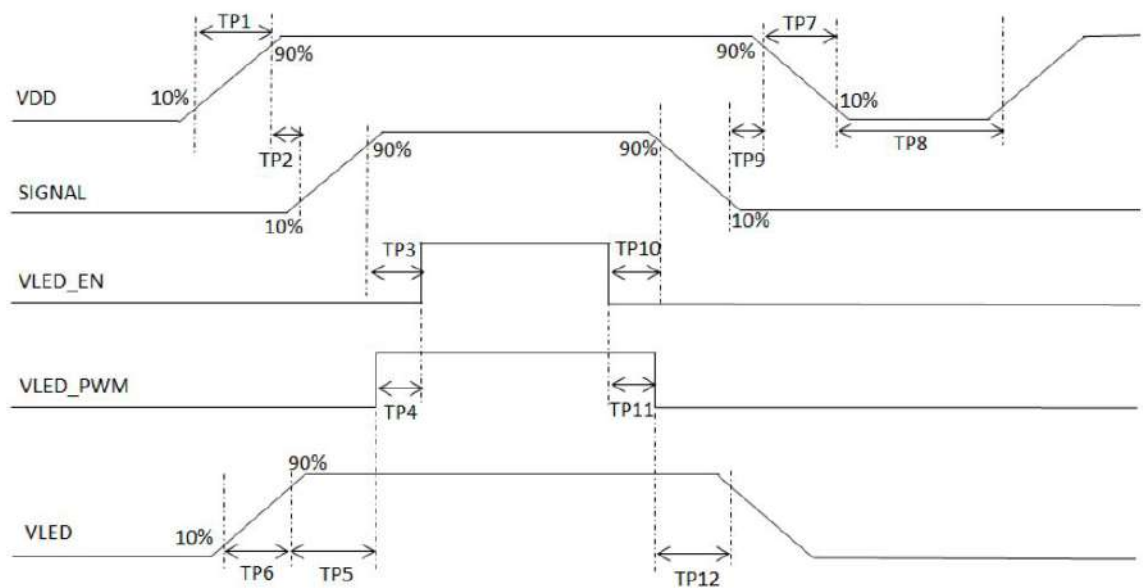 TP1
TP7
90%
90%
VDD
10%
10%
TP2
90%
90%
TP9
TP8
SIGNAL
10%
10%
TP3
TP10
VLED_EN
VLED_PWM
TP4
TP11
90%
VLED
10%
TP6
TP5
TP12